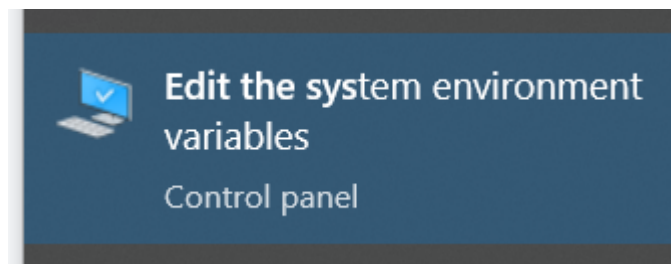 Edit the system environment
variables
Control panel